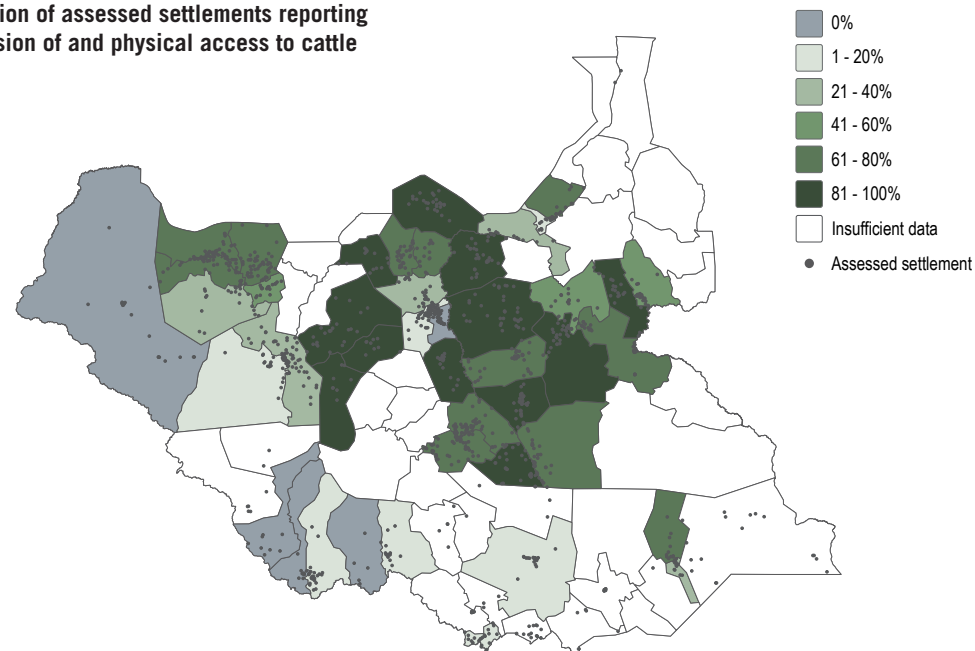 ion of assessed settlements reporting
sion of and physical access to cattle
0%
1 - 20%
21 - 40%
41 - 60%
61 - 80%
81 - 100%
Insufficient data
Assessed settlement